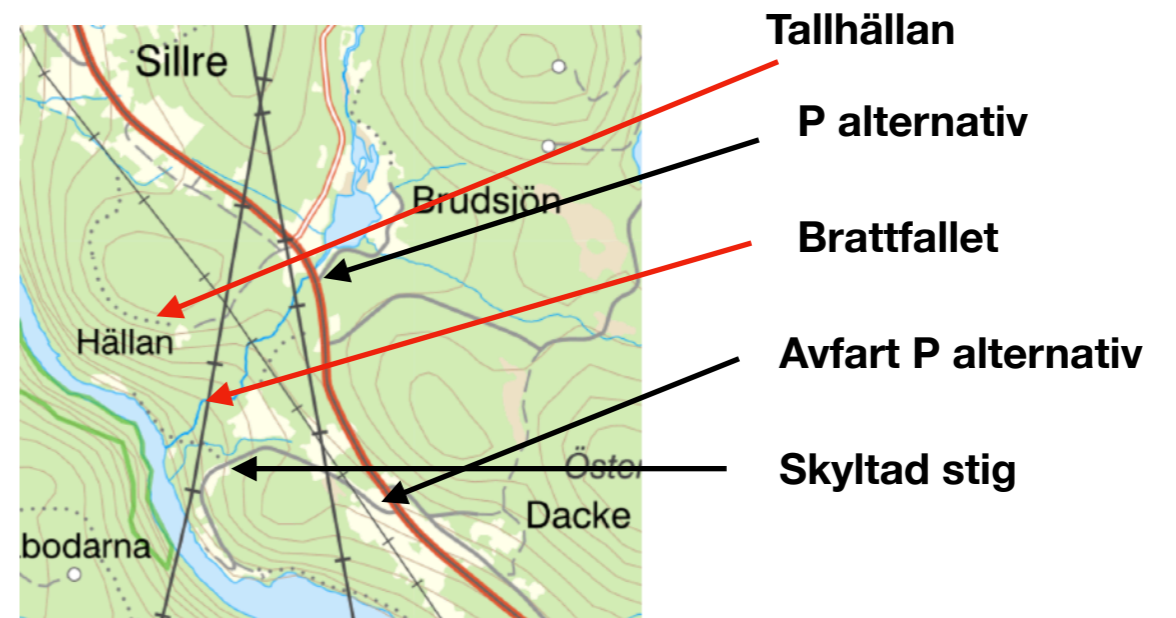 Tallhällan
Sillre
P alternativ
Brudsjön
Brattfallet
Hällan
Avfart P alternativ
Öster
Skyltad stig
Dacke
bodarna